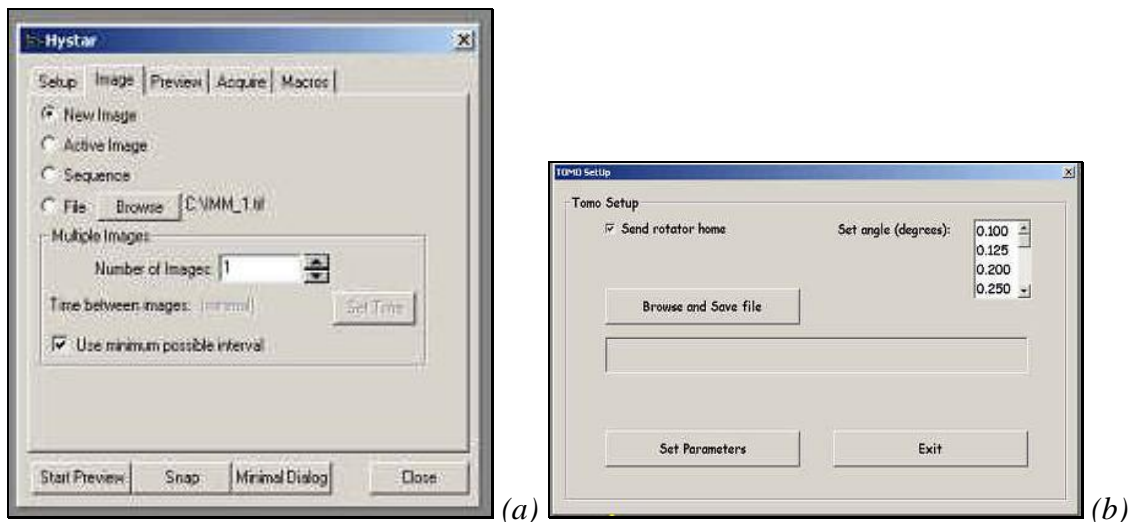 Hystar
Setup Image Preview Acquire Macros
New Image
Active Image
Sequence
File Browse C:\IMM_1.tif
Multiple Images
Number of Images: 1
Time between images: (minimal) Set Time
Use minimum possible interval
Start Preview Snap Minimal Dialog Close
(a)
TOMO SetUp
Tomo Setup
Send rotator home Set angle (degrees): 0.100
0.125
0.200
0.250
Browse and Save file
Set Parameters Exit
(b)